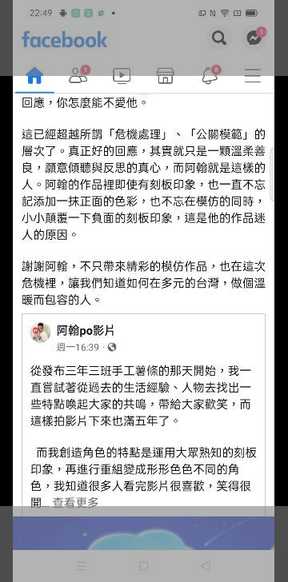 22:49
facebook
回應，你怎麼能不愛他。
這已經超越所謂「危機處理」、「公關模範」的
層次了。真正好的回應，其實就只是一顆溫柔善
良，願意傾聽與反思的真心，而阿翰就是這樣的
人。阿翰的作品裡即使有刻板印象，也一直不忘
記添加一抹正面的色彩，也不忘在模仿的同時，
小小顛覆一下負面的刻板印象，這是他的作品迷
人的原因。
謝謝阿翰，不只帶來精彩的模仿作品，也在這次
危機裡，讓我們知道如何在多元的台灣，做個溫
暖而包容的人。
阿翰po影片
週一16:39
從發布三年三班手工薯條的那天開始，我一
直嘗試著從過去的生活經驗、人物去找出一
些特點喚起大家的共鳴，帶給大家歡笑，而
這樣拍影片下來也滿五年了。
而我創造角色的特點是運用大眾熟知的刻板
印象，再進行重組變成形形色色不同的角
色，我知道很多人看完影片很喜歡，笑得很
開... 查看更多